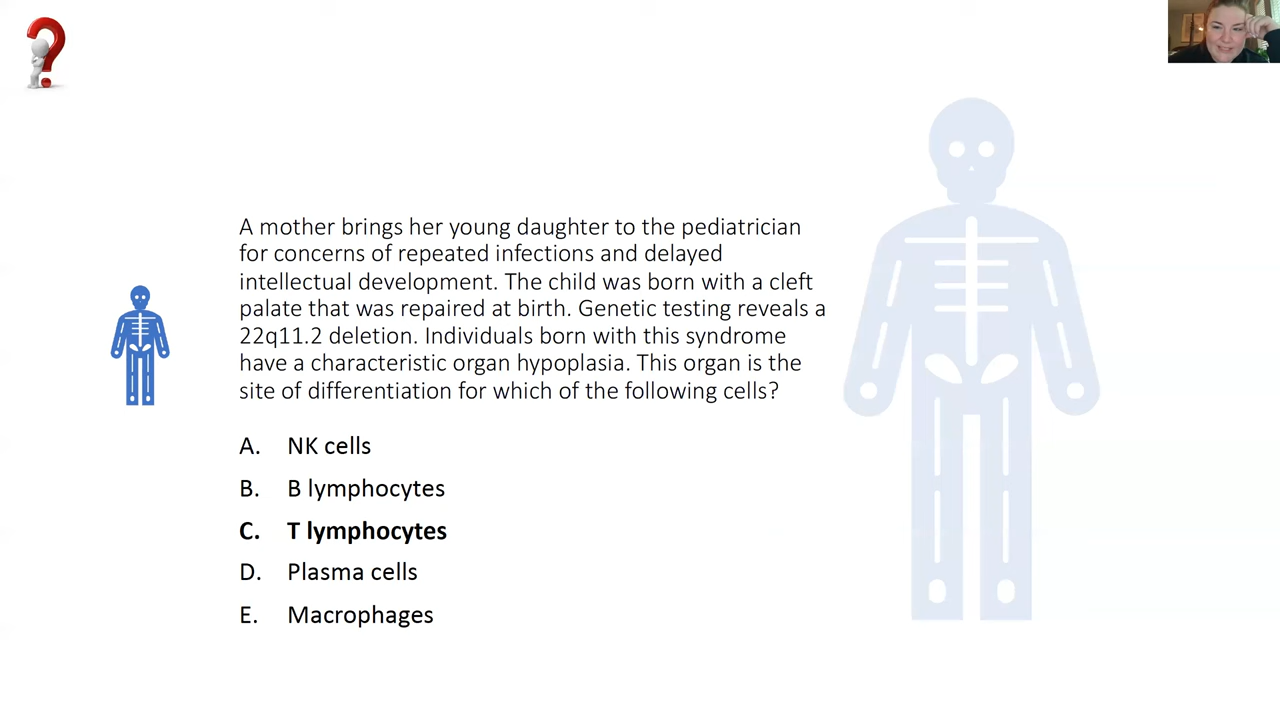 A mother brings her young daughter to the pediatrician
for concerns of repeated infections and delayed
intellectual development. The child was born with a cleft
palate that was repaired at birth. Genetic testing reveals a
22q11.2 deletion. Individuals born with this syndrome
have a characteristic organ hypoplasia. This organ is the
site of differentiation for which of the following cells?
A. NK cells
B. B lymphocytes
C. T lymphocytes
D. Plasma cells
E. Macrophages